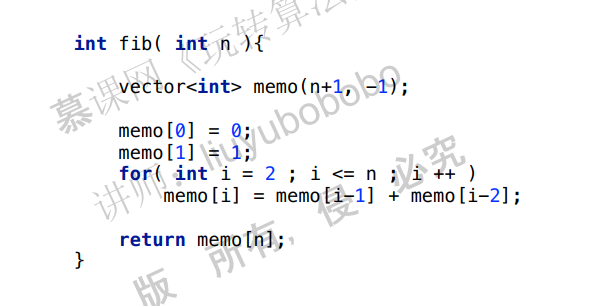 int fib( int n ){
vector<int> memo(n+1, -1);
memo[0] = 0;
memo[1] = 1;
for( int i = 2 ; i <= n ; i ++ )
memo[i] = memo[i-1] + memo[i-2];
return memo[n];
}
慕课网《玩转算法
讲师：liuyubobobo
版 所有，侵 必究